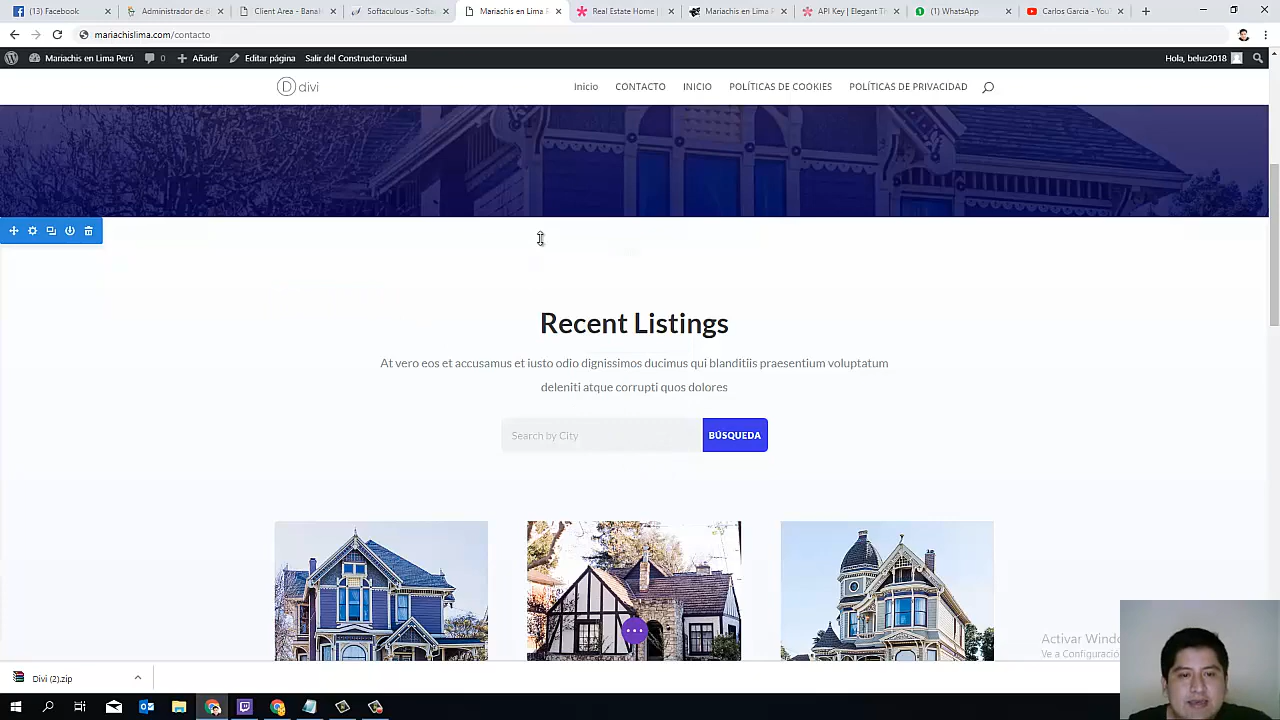 (13) Facebook
Administrador de d
Client Area - Bana
Softaculous - Softa
Mariachis en Lima P
Real Estate Home |
Mariachis en Lima P
API Key | Elegant T
(1) WhatsApp
Carlos Garcia - You
mariachislima.com/contacto
Mariachis en Lima Perú
0
Añadir
Editar página
Salir del Constructor visual
Hola, beluz2018
D divi
Inicio
CONTACTO
INICIO
POLÍTICAS DE COOKIES
POLÍTICAS DE PRIVACIDAD
Recent Listings
At vero eos et accusamus et iusto odio dignissimos ducimus qui blanditiis praesentium voluptatum
deleniti atque corrupti quos dolores
Search by City
BÚSQUEDA
Activar Windo
Ve a Configuració
Divi (2).zip